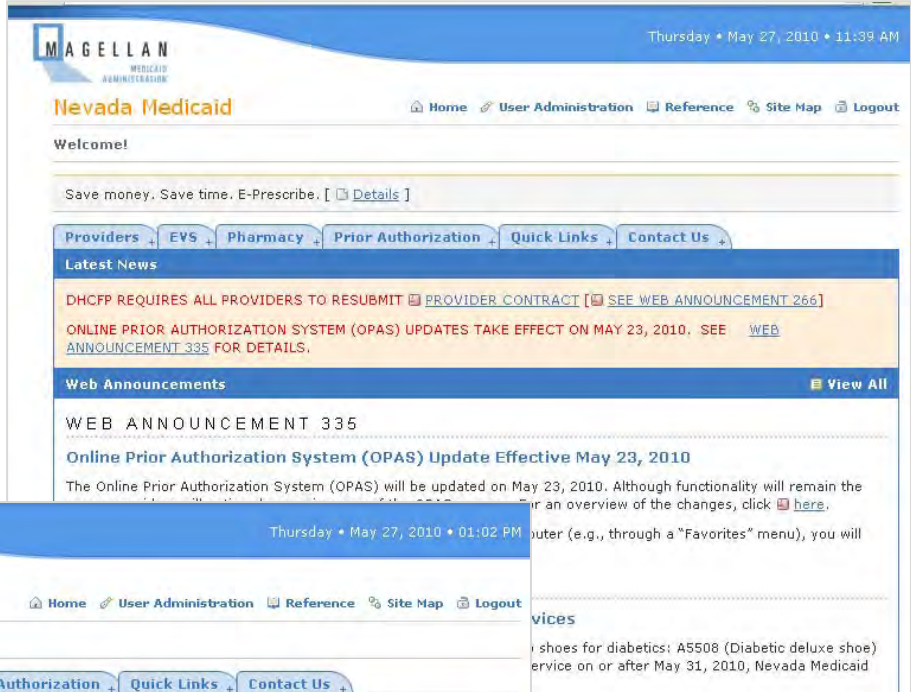 Thursday • May 27, 2010 • 11:39 AM
MAGELLAN
MEDICAID
ADMINISTRATION
Nevada Medicaid
Home User Administration Reference Site Map Logout
Welcome!
Save money. Save time. E-Prescribe. [ Details ]
Providers + EVS + Pharmacy + Prior Authorization + Quick Links + Contact Us +
Latest News
DHCFP REQUIRES ALL PROVIDERS TO RESUBMIT PROVIDER CONTRACT [ SEE WEB ANNOUNCEMENT 266]
ONLINE PRIOR AUTHORIZATION SYSTEM (OPAS) UPDATES TAKE EFFECT ON MAY 23, 2010. SEE WEB
ANNOUNCEMENT 335 FOR DETAILS.
Web Announcements View All
WEB ANNOUNCEMENT 335
Online Prior Authorization System (OPAS) Update Effective May 23, 2010
The Online Prior Authorization System (OPAS) will be updated on May 23, 2010. Although functionality will remain the
an overview of the changes, click here.
(e.g., through a "Favorites" menu), you will
shoes for diabetics: A5508 (Diabetic deluxe shoe)
on or after May 31, 2010, Nevada Medicaid
Thursday • May 27, 2010 • 01:02 PM
Home User Administration Reference Site Map Logout
Authorization + Quick Links + Contact Us +